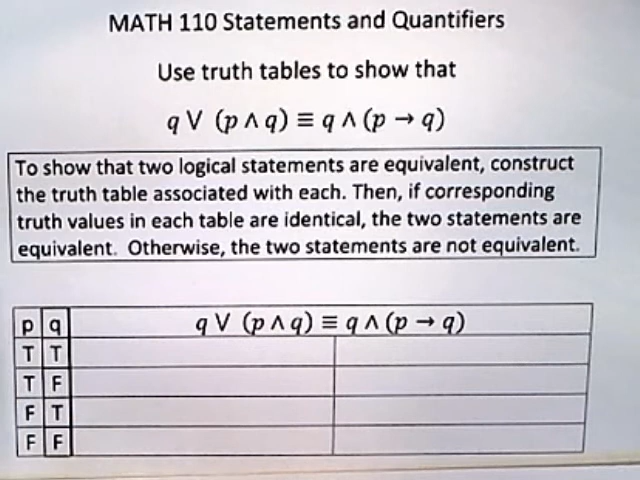 MATH 110 Statements and Quantifiers
Use truth tables to show that
q ∨ (p ∧ q) ≡ q ∧ (p → q)
To show that two logical statements are equivalent, construct
the truth table associated with each. Then, if corresponding
truth values in each table are identical, the two statements are
equivalent. Otherwise, the two statements are not equivalent.
p q q ∨ (p ∧ q) ≡ q ∧ (p → q)
T T
T F
F T
F F